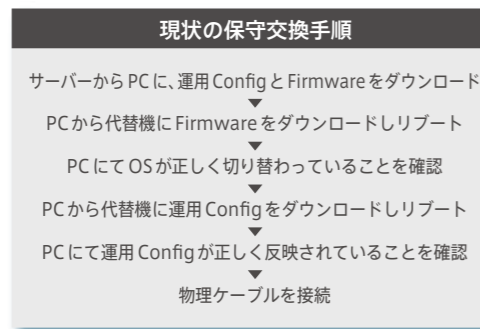 現状の保守交換手順
サーバーからPCに、運用ConfigとFirmwareをダウンロード
▼
PCから代替機にFirmwareをダウンロードしリブート
▼
PCにてOSが正しく切り替わっていることを確認
▼
PCから代替機に運用Configをダウンロードしリブート
▼
PCにて運用Configが正しく反映されていることを確認
▼
物理ケーブルを接続